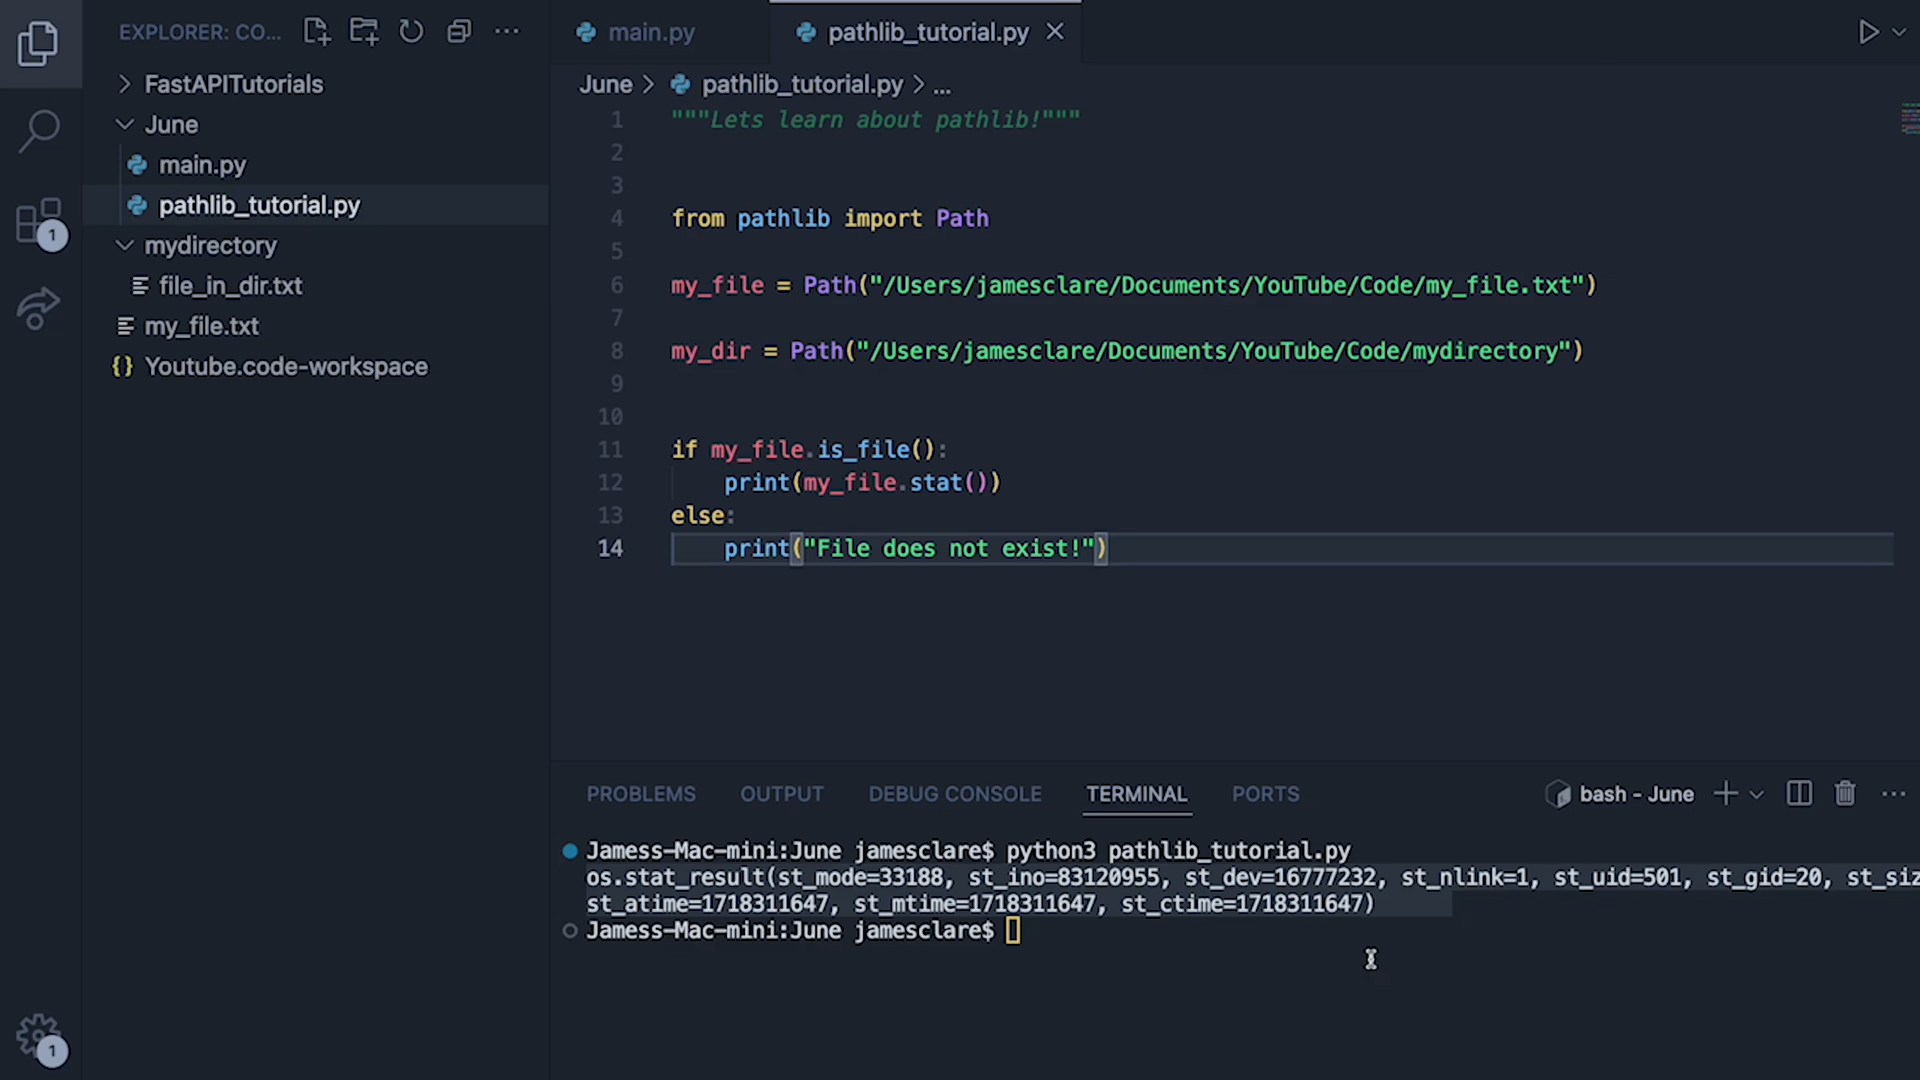 EXPLORER: CO...
FastAPITutorials
June
main.py
pathlib_tutorial.py
mydirectory
file_in_dir.txt
my_file.txt
{} Youtube.code-workspace
1
1
main.py
pathlib_tutorial.py
June > pathlib_tutorial.py > ...
1 """Lets learn about pathlib!"""
2
3
4 from pathlib import Path
5
6 my_file = Path("/Users/jamesclare/Documents/YouTube/Code/my_file.txt")
7
8 my_dir = Path("/Users/jamesclare/Documents/YouTube/Code/mydirectory")
9
10
11 if my_file.is_file():
12 print(my_file.stat())
13 else:
14 print("File does not exist!")
PROBLEMS OUTPUT DEBUG CONSOLE TERMINAL PORTS
bash - June
Jamess-Mac-mini:June jamesclare$ python3 pathlib_tutorial.py
os.stat_result(st_mode=33188, st_ino=83120955, st_dev=16777232, st_nlink=1, st_uid=501, st_gid=20, st_siz
st_atime=1718311647, st_mtime=1718311647, st_ctime=1718311647)
Jamess-Mac-mini:June jamesclare$